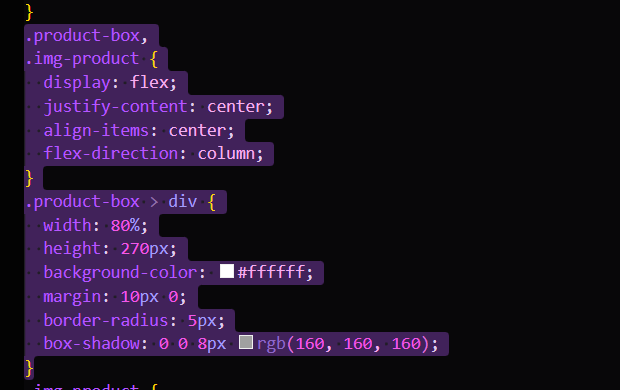 }
.product-box,
.img-product {
display: flex;
justify-content: center;
align-items: center;
flex-direction: column;
}
.product-box > div {
width: 80%;
height: 270px;
background-color: #ffffff;
margin: 10px 0;
border-radius: 5px;
box-shadow: 0 0 8px rgb(160, 160, 160);
}
.img-product {